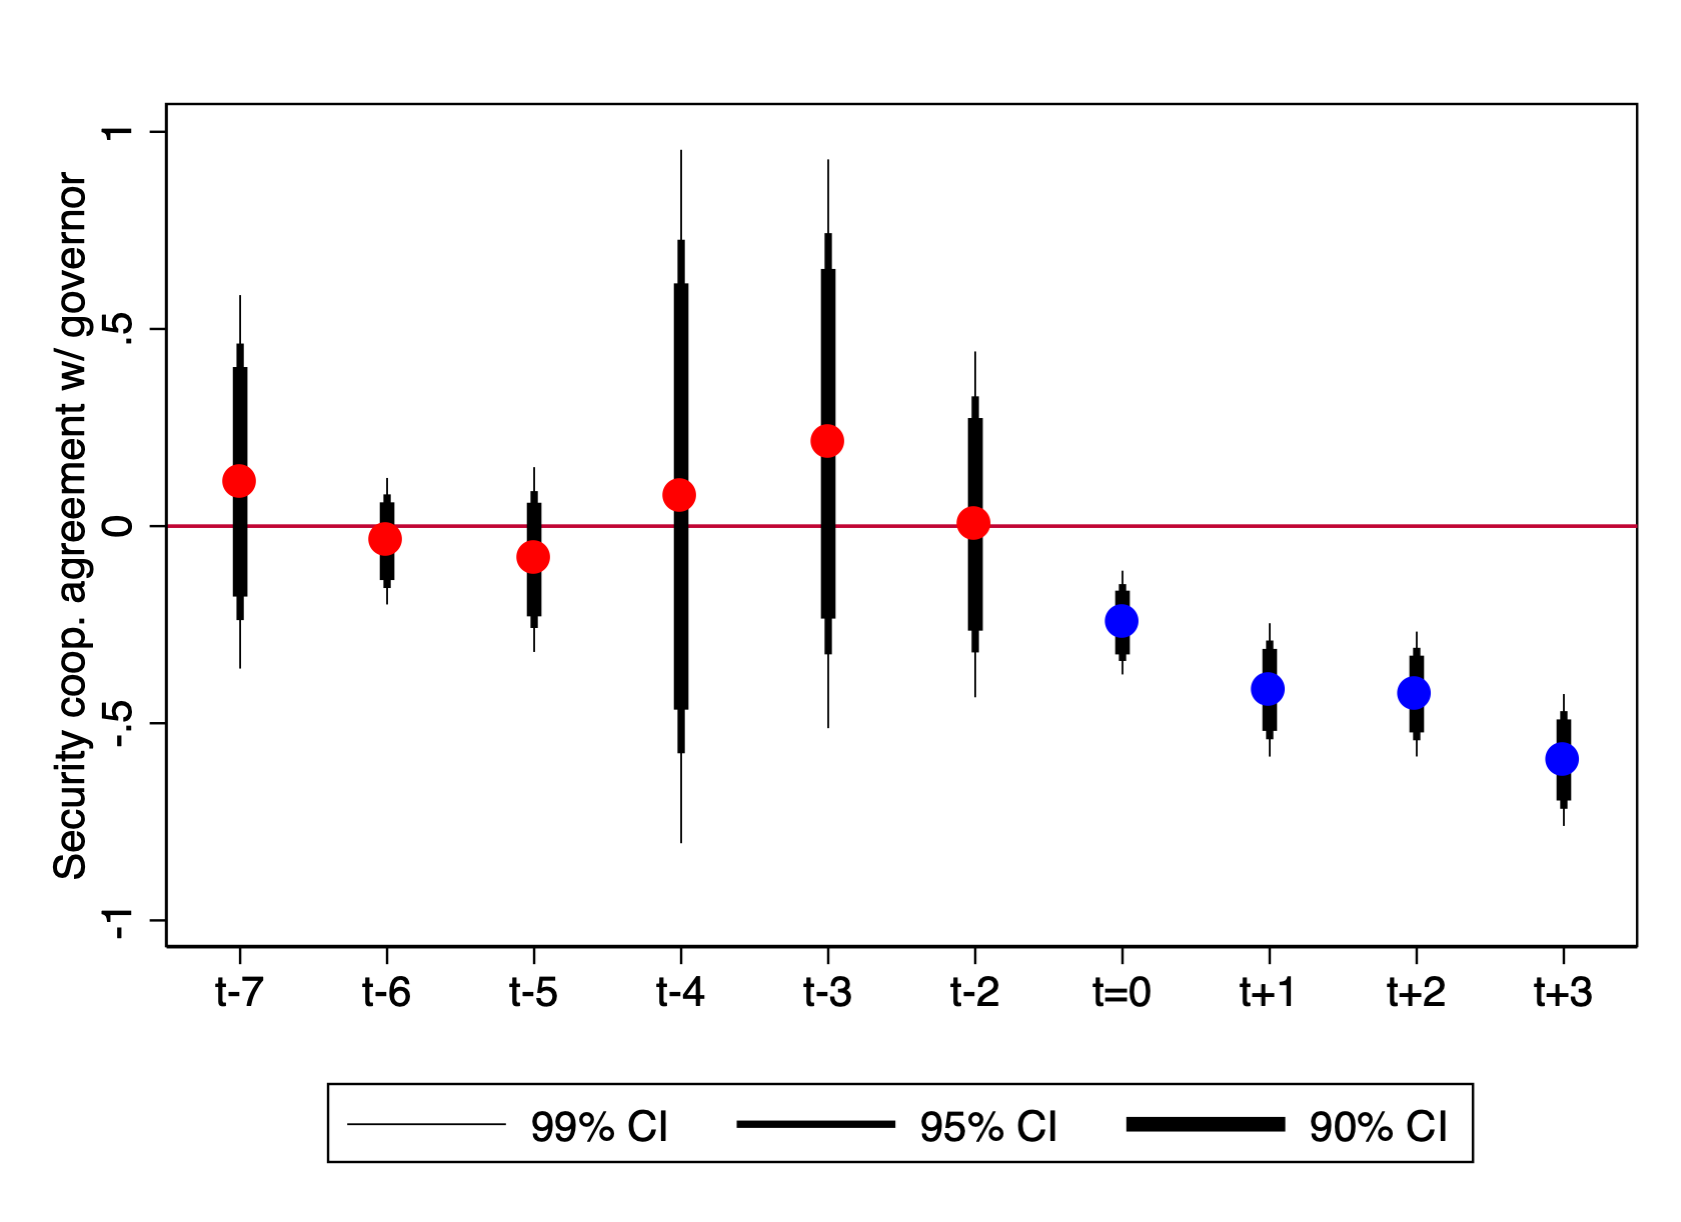 Security coop. agreement w/ governor
1
.5
0
-.5
-1
t-7 t-6 t-5 t-4 t-3 t-2 t=0 t+1 t+2 t+3
99% CI 95% CI 90% CI